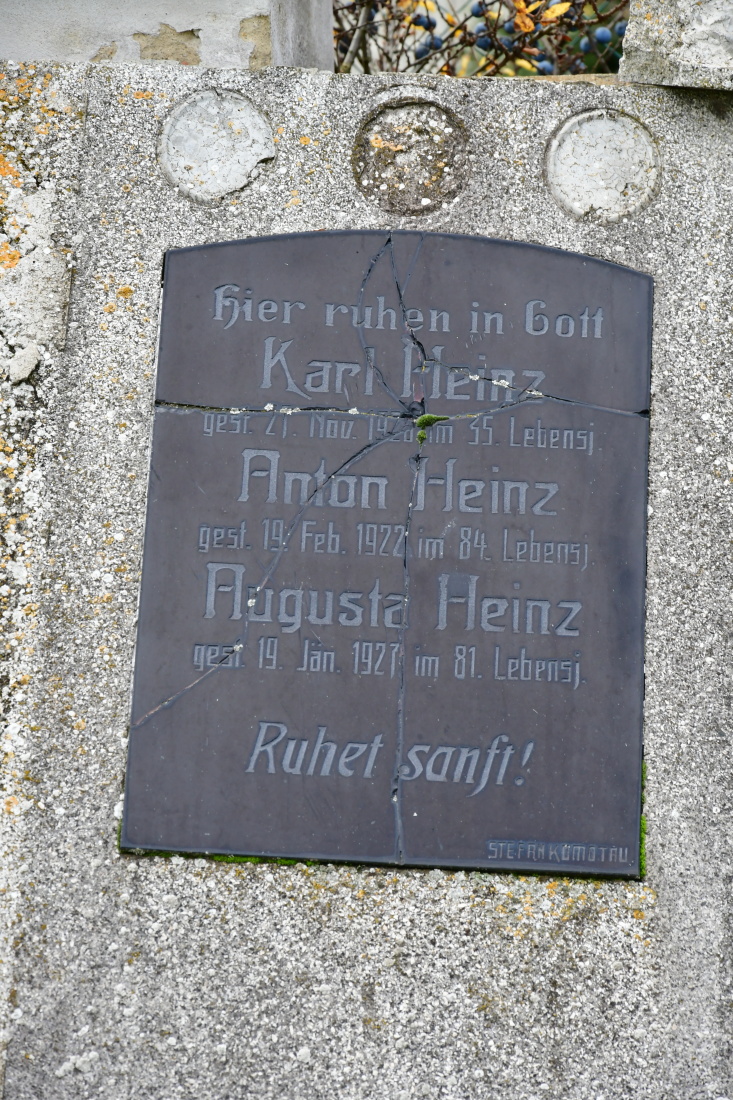 Hier ruhen in Gott
Karl Heinz
gest. 21. Nov. im 35. Lebensj.
Anton Heinz
gest. 19. Feb. 1922 im 84. Lebensj.
Augusta Heinz
gest. 19. Jän. 1927 im 81. Lebensj.
Ruhet sanft!
STEFAN KOMOTAU.